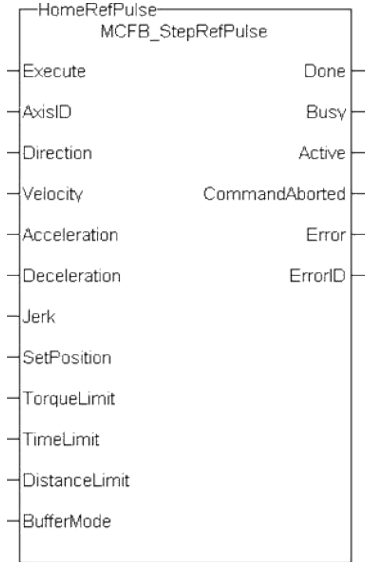 HomeRefPulse
MCFB_StepRefPulse
Execute Done
AxisID Busy
Direction Active
Velocity CommandAborted
Acceleration Error
Deceleration ErrorID
Jerk
SetPosition
TorqueLimit
TimeLimit
DistanceLimit
BufferMode